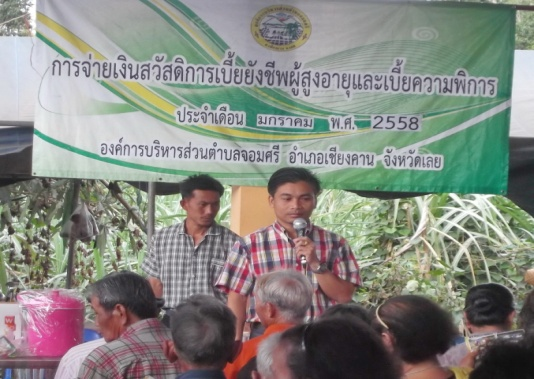 การจ่ายเงินสวัสดิการเบี้ยยังชีพผู้สูงอายุและเบี้ยความพิการ
ประจำเดือน มกราคม พ.ศ. 2558
องค์การบริหารส่วนตำบลจอมศรี อำเภอเชียงคาน จังหวัดเลย